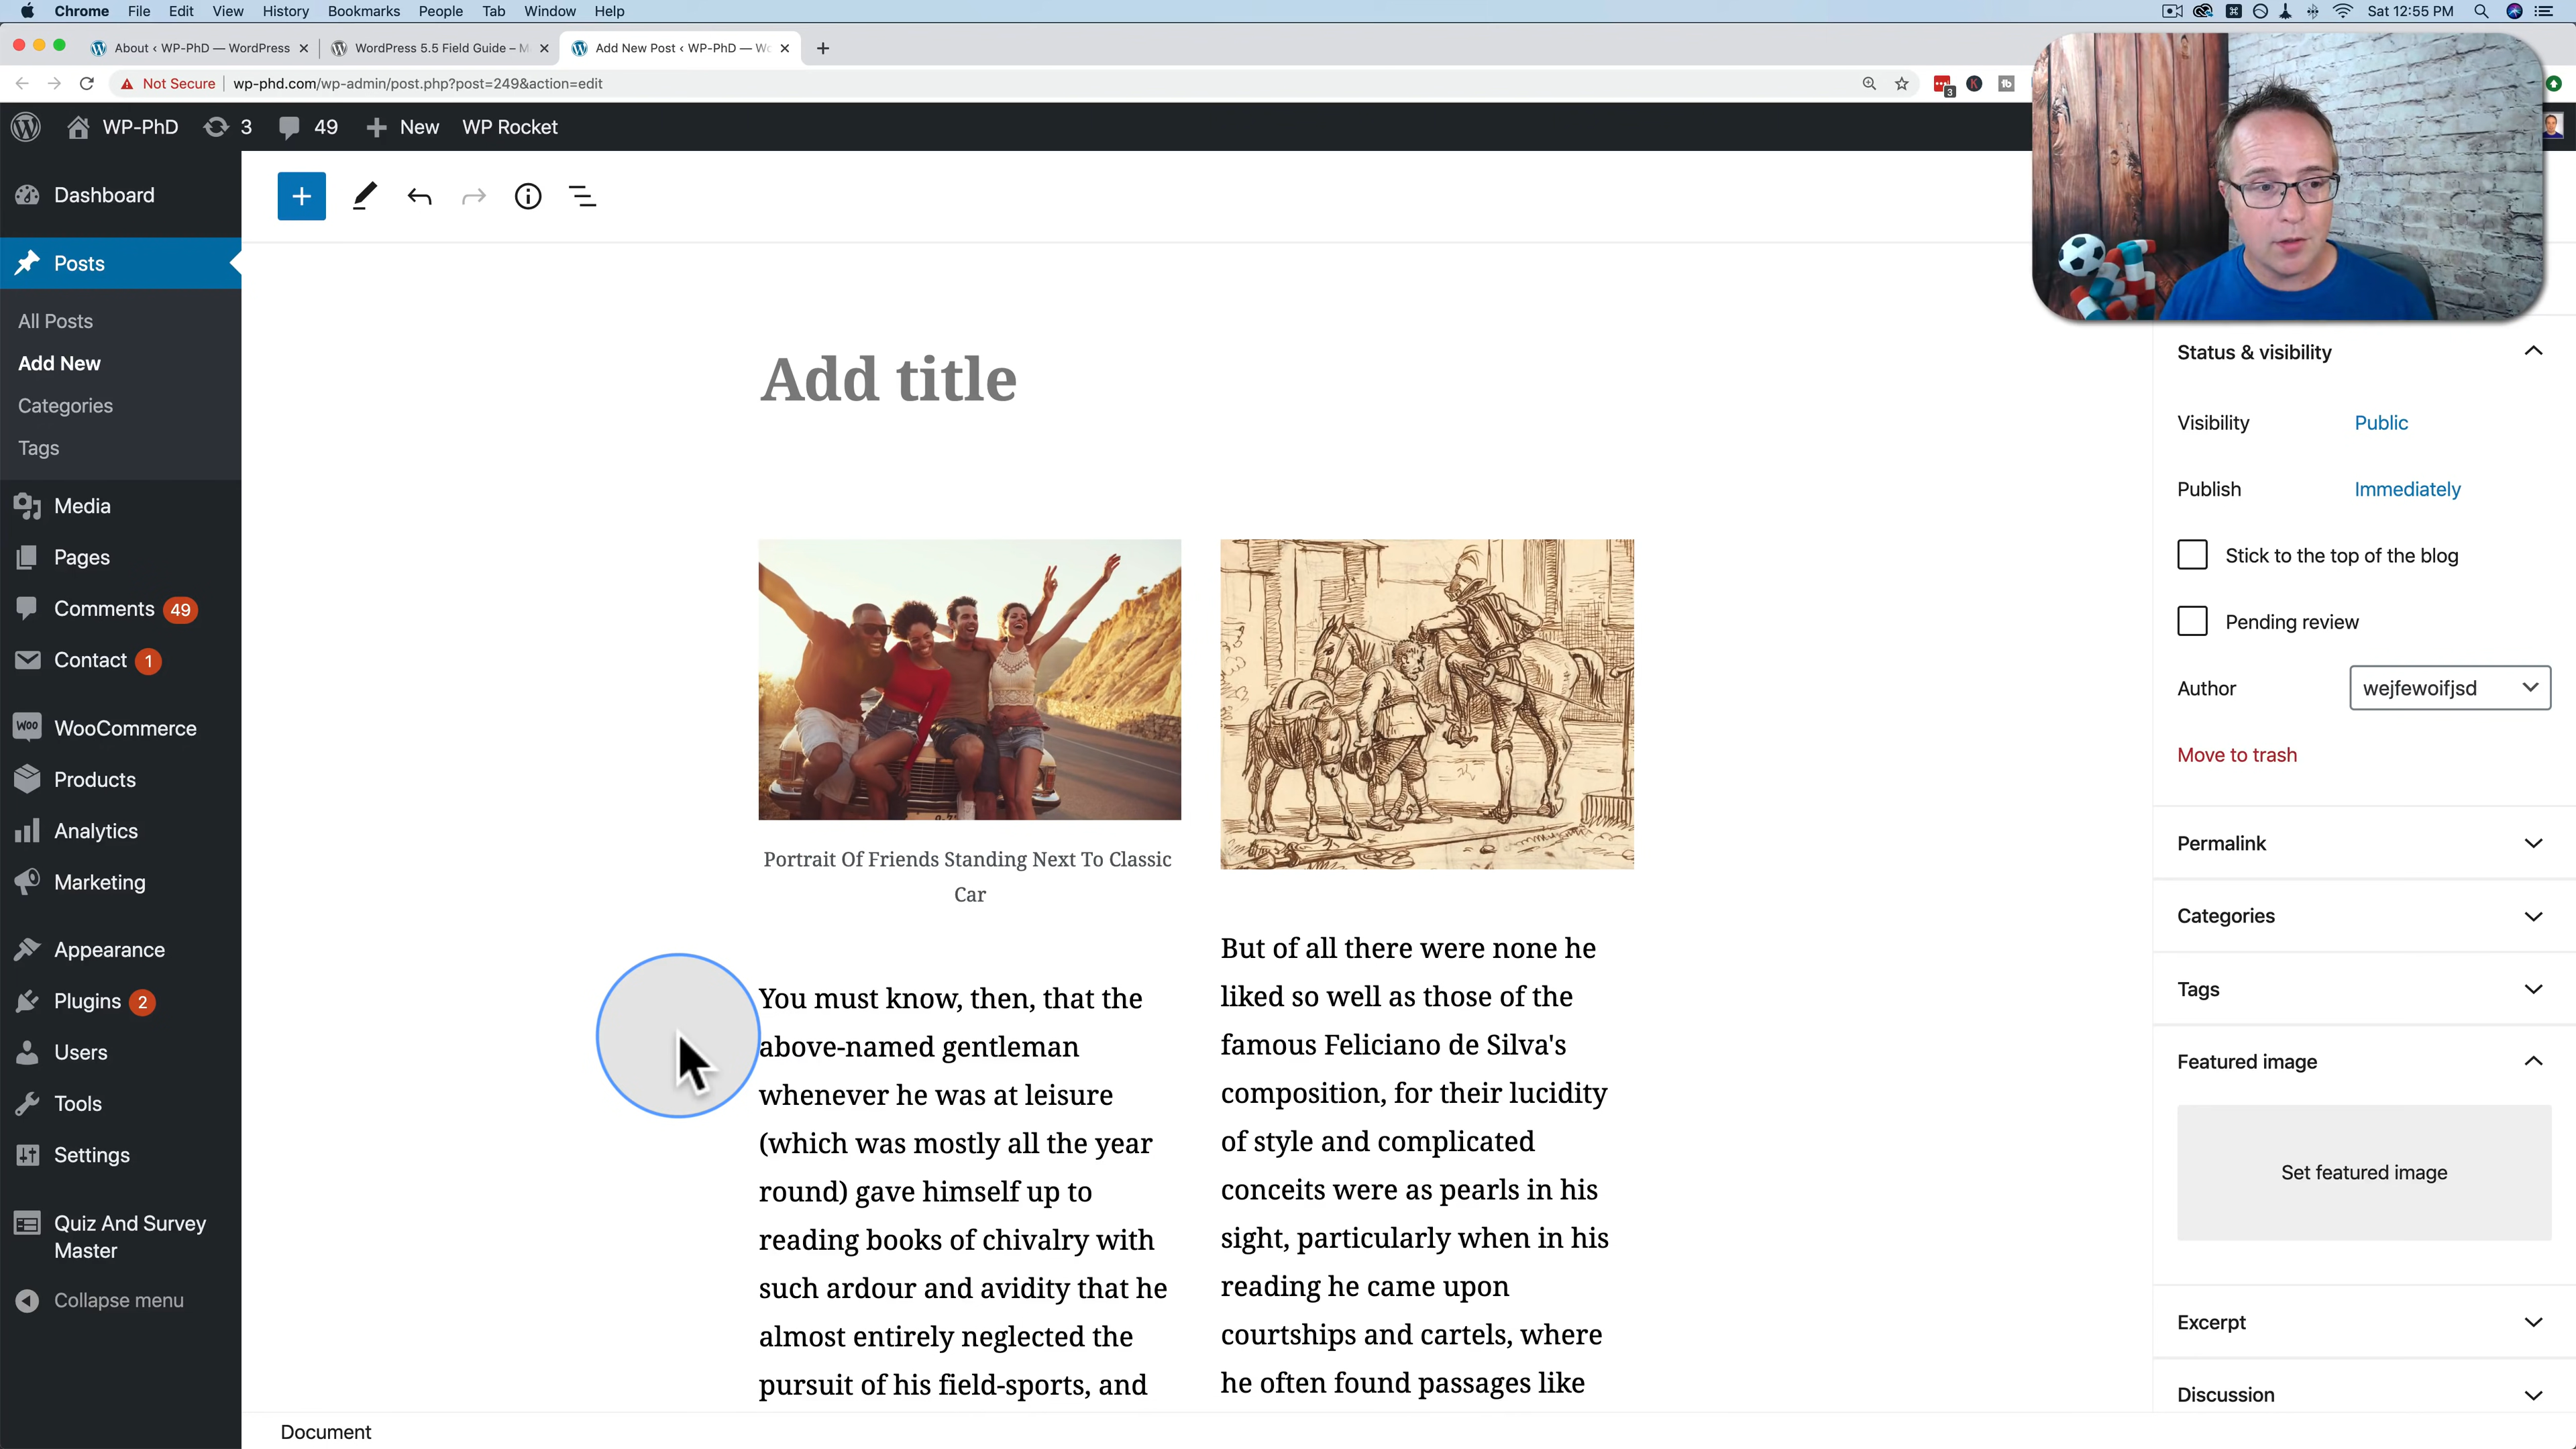 Chrome File Edit View History Bookmarks People Tab Window Help Sat 12:55 PM
About ‹ WP-PhD — WordPress
WordPress 5.5 Field Guide –
Add New Post ‹ WP-PhD —
Not Secure wp-phd.com/wp-admin/post.php?post=249&action=edit
3
WP-PhD 3 49 New WP Rocket
Dashboard
Posts
All Posts
Add New
Categories
Tags
Media
Pages
Comments 49
Contact 1
WooCommerce
Products
Analytics
Marketing
Appearance
Plugins 2
Users
Tools
Settings
Quiz And Survey
Master
Collapse menu
Add title
Portrait Of Friends Standing Next To Classic
Car
You must know, then, that the
above-named gentleman
whenever he was at leisure
(which was mostly all the year
round) gave himself up to
reading books of chivalry with
such ardour and avidity that he
almost entirely neglected the
pursuit of his field-sports, and
But of all there were none he
liked so well as those of the
famous Feliciano de Silva's
composition, for their lucidity
of style and complicated
conceits were as pearls in his
sight, particularly when in his
reading he came upon
courtships and cartels, where
he often found passages like
Status & visibility
Visibility Public
Publish Immediately
Stick to the top of the blog
Pending review
Author wejfewoifjsd
Move to trash
Permalink
Categories
Tags
Featured image
Set featured image
Excerpt
Discussion
Document